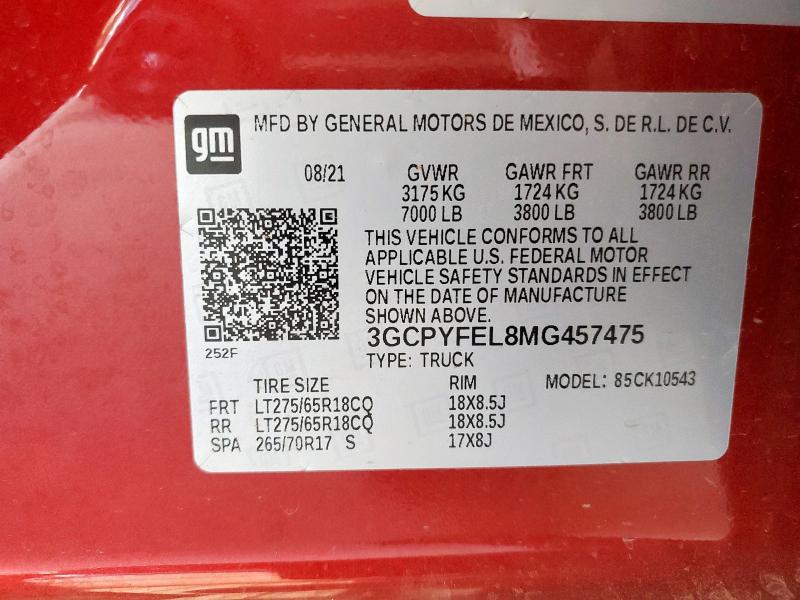 gm
MFD BY GENERAL MOTORS DE MEXICO, S. DE R.L. DE C.V.
08/21 GVWR GAWR FRT GAWR RR
3175 KG 1724 KG 1724 KG
7000 LB 3800 LB 3800 LB
THIS VEHICLE CONFORMS TO ALL
APPLICABLE U.S. FEDERAL MOTOR
VEHICLE SAFETY STANDARDS IN EFFECT
ON THE DATE OF MANUFACTURE
SHOWN ABOVE.
3GCPYFEL8MG457475
252F
TYPE: TRUCK
TIRE SIZE RIM MODEL: 85CK10543
FRT LT275/65R18CQ 18X8.5J
RR LT275/65R18CQ 18X8.5J
SPA 265/70R17 S 17X8J